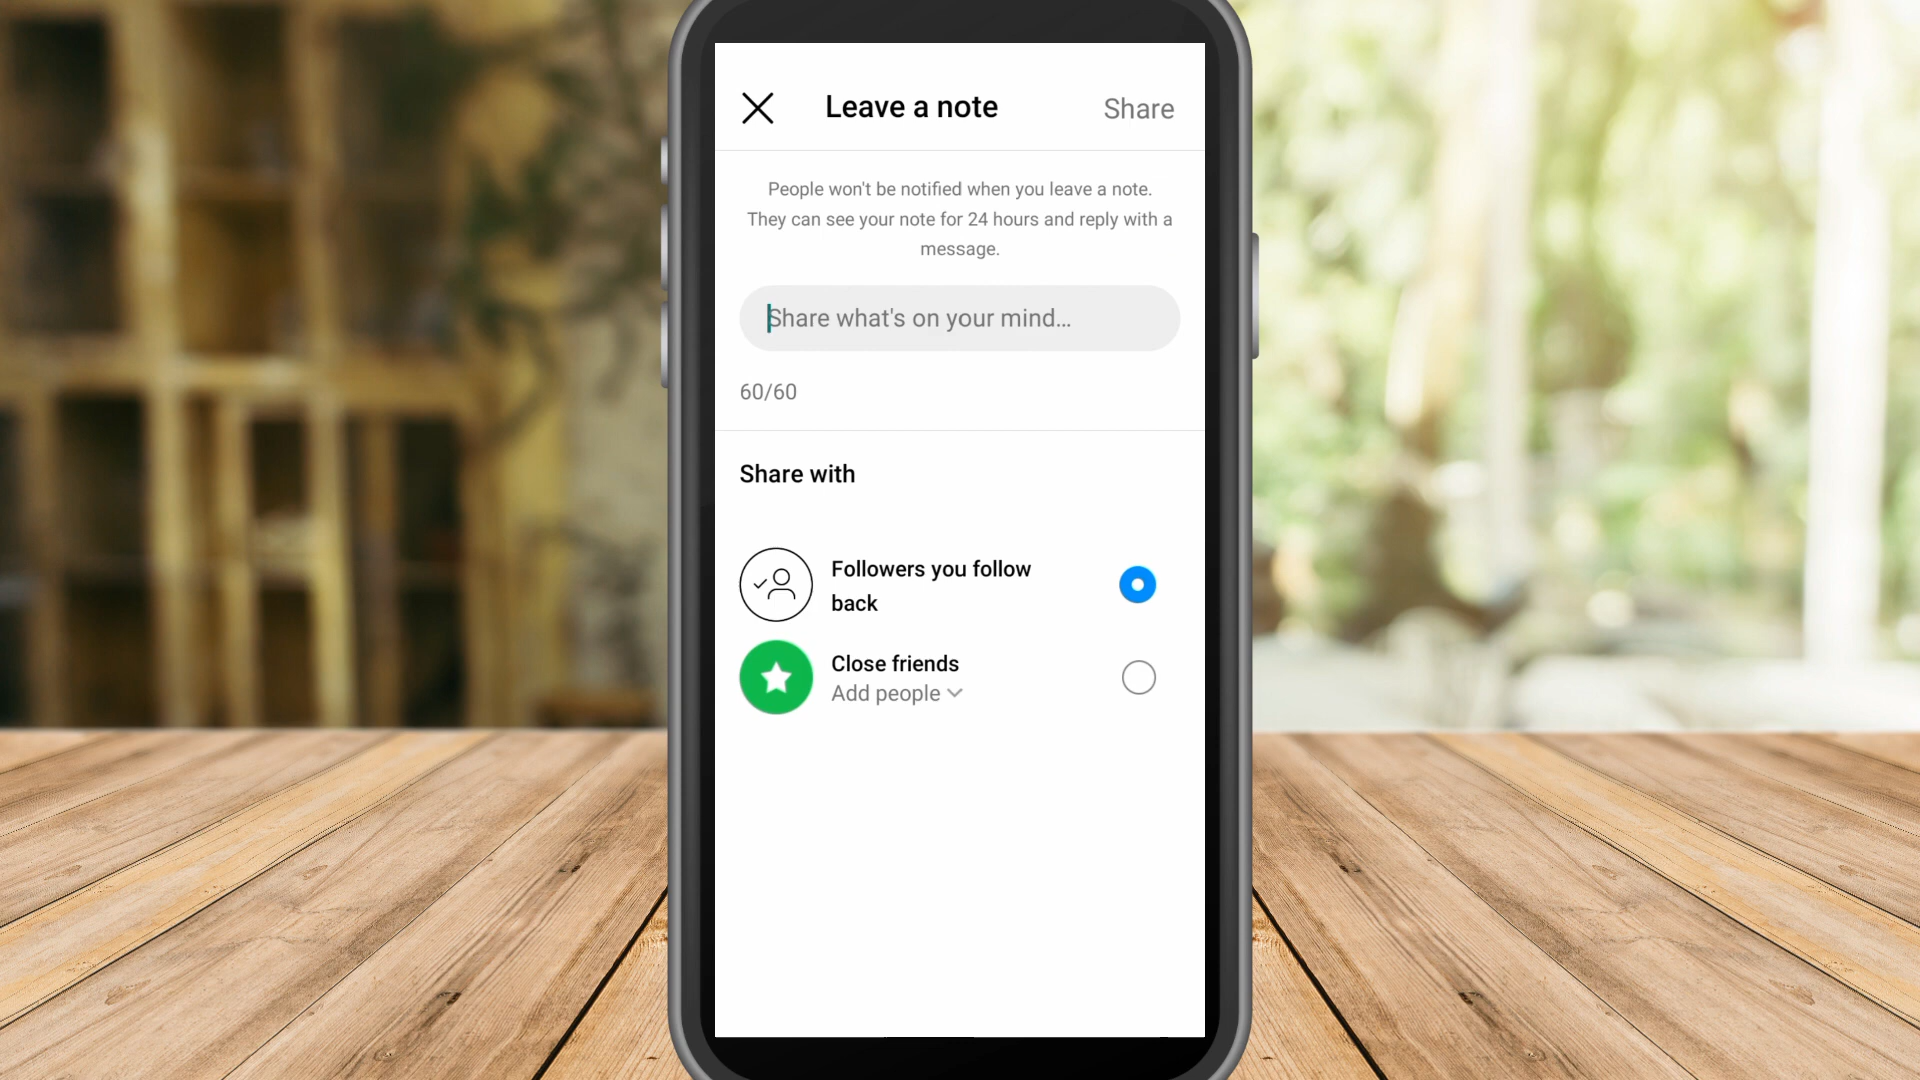 Leave a note
Share
People won't be notified when you leave a note.
They can see your note for 24 hours and reply with a
message.
Share what's on your mind...
60/60
Share with
Followers you follow
back
Close friends
Add people